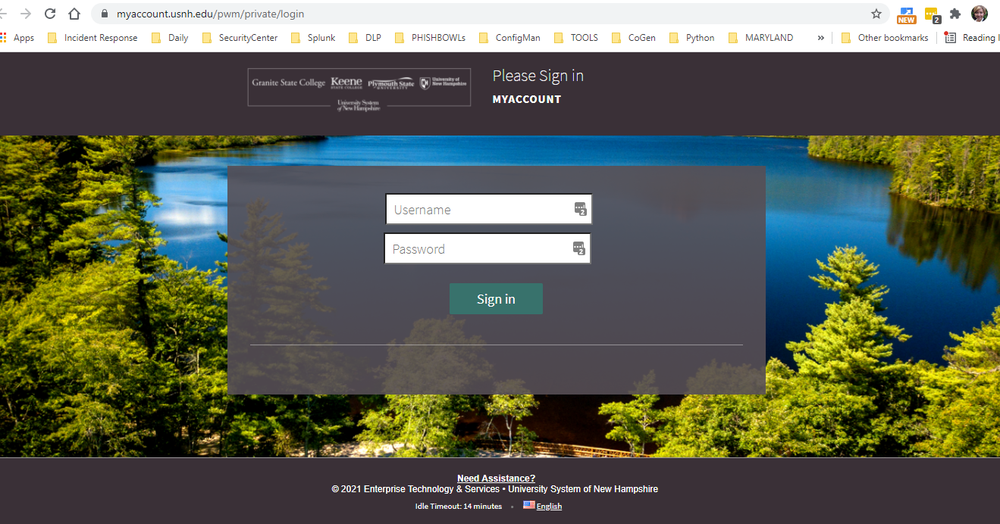 myaccount.usnh.edu/pwm/private/login
NEW
2
Apps Incident Response Daily SecurityCenter Splunk DLP PHISHBOWLs ConfigMan TOOLS CoGen Python MARYLAND » Other bookmarks Reading l
Granite State College Keene STATE COLLEGE Plymouth State UNIVERSITY University of New Hampshire
University System of New Hampshire
Please Sign in
MYACCOUNT
Username
2
Password
2
Sign in
Need Assistance?
© 2021 Enterprise Technology & Services • University System of New Hampshire
Idle Timeout: 14 minutes • English